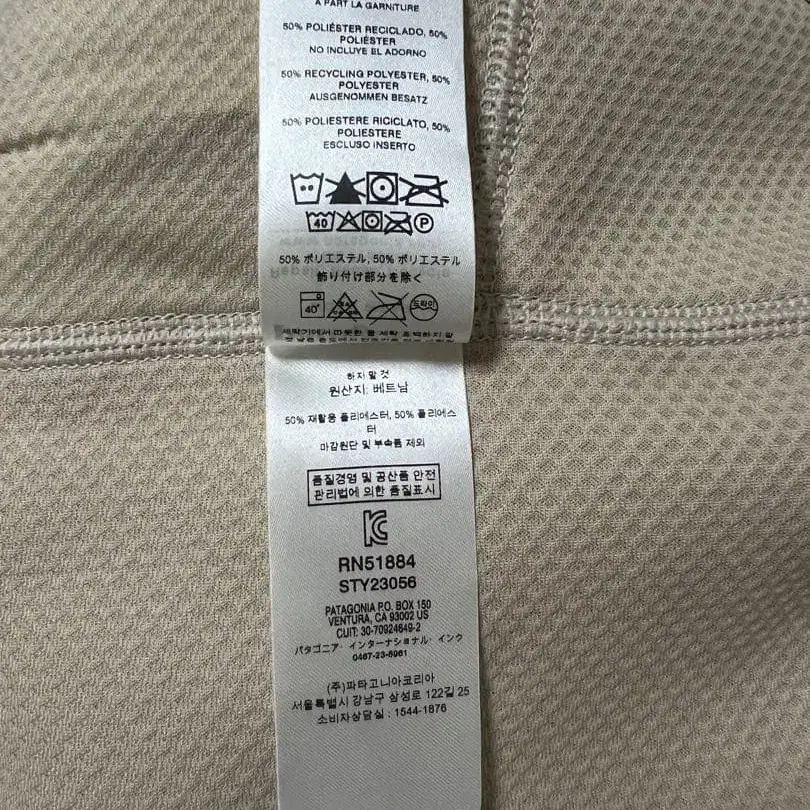 À PART LA GARNITURE
50% POLIÉSTER RECICLADO, 50%
POLIÉSTER
NO INCLUYE EL ADORNO
50% RECYCLING POLYESTER, 50%
POLYESTER
AUSGENOMMEN BESATZ
50% POLIESTERE RICICLATO, 50%
POLIESTERE
ESCLUSO INSERTO
40 P
50% ポリエステル, 50% ポリエステル
飾り付け部分を除く
40° 드라이
하지 말 것
원산지: 베트남
50% 재활용 폴리에스터, 50% 폴리에스
터
마감원단 및 부속품 제외
품질경영 및 공산품 안전
관리법에 의한 품질표시
RN51884
STY23056
PATAGONIA P.O. BOX 150
VENTURA, CA 93002 US
CUIT: 30-70924649-2
パタゴニア・インターナショナル・インク
0467-23-8961
(주)파타고니아코리아
서울특별시 강남구 삼성로 122길 25
소비자상담실 : 1544-1876